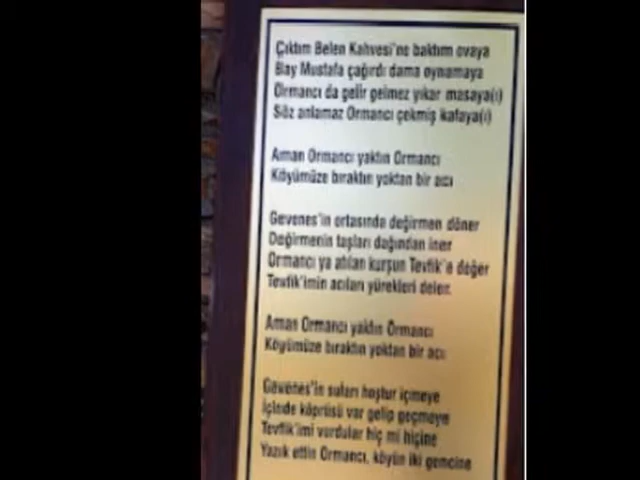 Çıktım Belen Kahvesi'ne baktım ovaya
Bay Mustafa çağırdı dama oynamaya
Ormancı da gelir gelmez yıkar masaya(ı)
Söz anlamaz Ormancı çekmiş kafaya(ı)
Aman Ormancı yaktın Ormancı
Köyümüze bıraktın yoktan bir acı
Gevenes'in ortasında değirmen döner
Değirmenin taşları dağından iner
Ormancı ya atılan kurşun Tevfik'e değer
Tevfik'imin acıları yürekleri deler.
Aman Ormancı yaktın Ormancı
Köyümüze bıraktın yoktan bir acı
Gevenes'in suları hoştur içmeye
İçinde köprüsü var gelip geçmeye
Tevfik'imi vurdular hiç mi hiçine
Yazık ettin Ormancı, köyün iki gencine